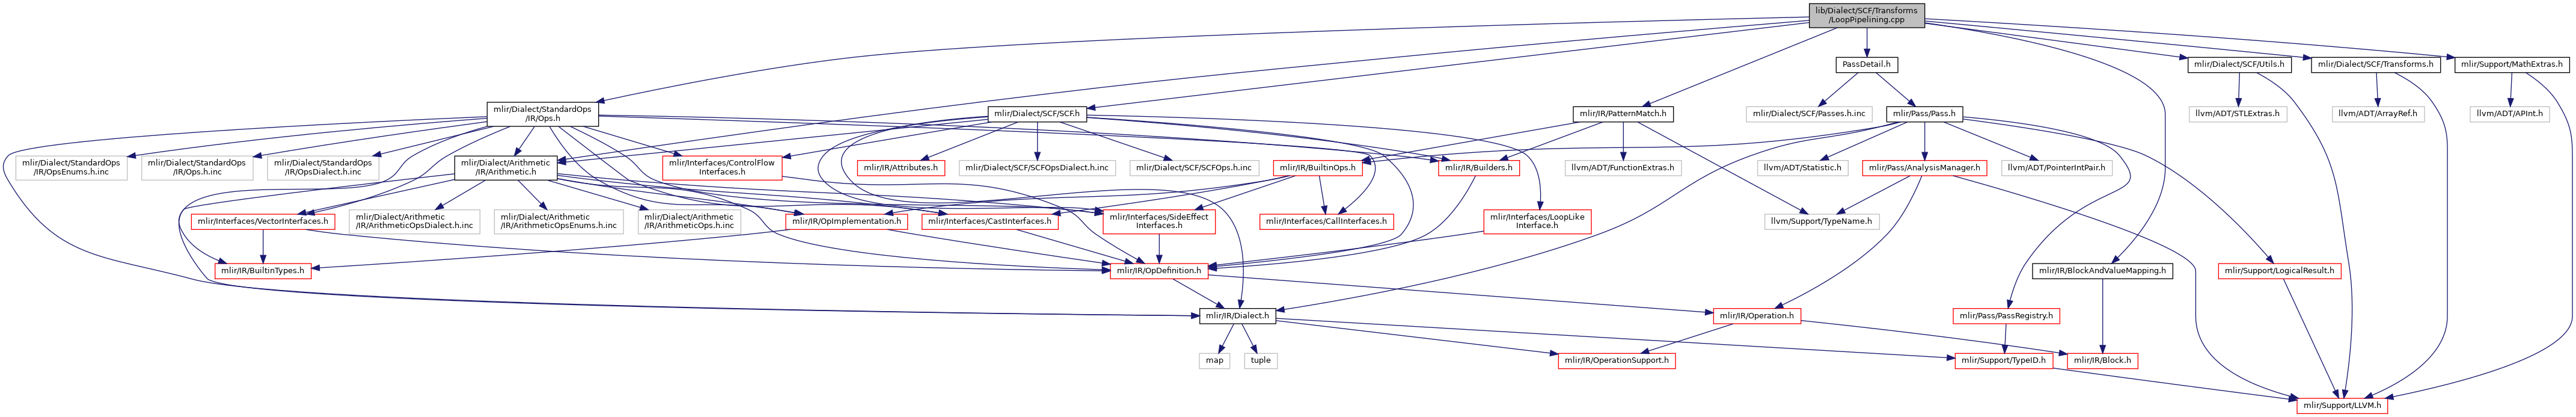 lib/Dialect/SCF/Transforms
/LoopPipelining.cpp
PassDetail.h
mlir/Dialect/SCF/Utils.h
mlir/Dialect/SCF/Transforms.h
mlir/Support/MathExtras.h
mlir/Dialect/StandardOps
/IR/Ops.h
mlir/Dialect/SCF/SCF.h
mlir/IR/PatternMatch.h
mlir/Dialect/SCF/Passes.h.inc
mlir/Pass/Pass.h
llvm/ADT/STLExtras.h
llvm/ADT/ArrayRef.h
llvm/ADT/APInt.h
mlir/Dialect/StandardOps
/IR/OpsEnums.h.inc
mlir/Dialect/StandardOps
/IR/Ops.h.inc
mlir/Dialect/StandardOps
/IR/OpsDialect.h.inc
mlir/Dialect/Arithmetic
/IR/Arithmetic.h
mlir/Interfaces/ControlFlow
Interfaces.h
mlir/IR/Attributes.h
mlir/Dialect/SCF/SCFOpsDialect.h.inc
mlir/Dialect/SCF/SCFOps.h.inc
mlir/IR/BuiltinOps.h
mlir/IR/Builders.h
llvm/ADT/FunctionExtras.h
llvm/ADT/Statistic.h
mlir/Pass/AnalysisManager.h
llvm/ADT/PointerIntPair.h
mlir/Interfaces/VectorInterfaces.h
mlir/Dialect/Arithmetic
/IR/ArithmeticOpsDialect.h.inc
mlir/Dialect/Arithmetic
/IR/ArithmeticOpsEnums.h.inc
mlir/Dialect/Arithmetic
/IR/ArithmeticOps.h.inc
mlir/IR/OpImplementation.h
mlir/Interfaces/CastInterfaces.h
mlir/Interfaces/SideEffect
Interfaces.h
mlir/Interfaces/CallInterfaces.h
mlir/Interfaces/LoopLike
Interface.h
llvm/Support/TypeName.h
mlir/IR/BuiltinTypes.h
mlir/IR/OpDefinition.h
mlir/IR/BlockAndValueMapping.h
mlir/Support/LogicalResult.h
mlir/IR/Dialect.h
mlir/IR/Operation.h
mlir/Pass/PassRegistry.h
map
tuple
mlir/IR/OperationSupport.h
mlir/Support/TypeID.h
mlir/IR/Block.h
mlir/Support/LLVM.h